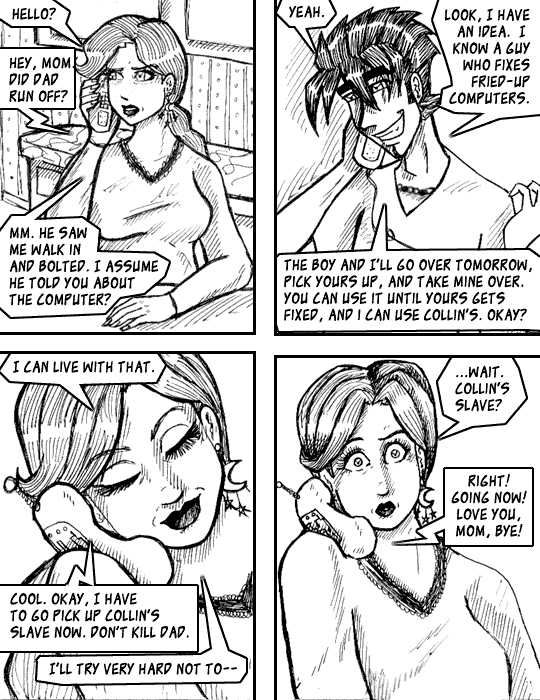 HELLO?
HEY, MOM.
DID DAD
RUN OFF?
MM. HE SAW
ME WALK IN
AND BOLTED. I ASSUME
HE TOLD YOU ABOUT
THE COMPUTER?
YEAH.
LOOK, I HAVE
AN IDEA. I
KNOW A GUY
WHO FIXES
FRIED-UP
COMPUTERS.
THE BOY AND I'LL GO OVER TOMORROW,
PICK YOURS UP, AND TAKE MINE OVER.
YOU CAN USE IT UNTIL YOURS GETS
FIXED, AND I CAN USE COLLIN'S. OKAY?
I CAN LIVE WITH THAT.
COOL. OKAY, I HAVE
TO GO PICK UP COLLIN'S
SLAVE NOW. DON'T KILL DAD.
I'LL TRY VERY HARD NOT TO--
...WAIT.
COLLIN'S
SLAVE?
RIGHT!
GOING NOW!
LOVE YOU,
MOM, BYE!